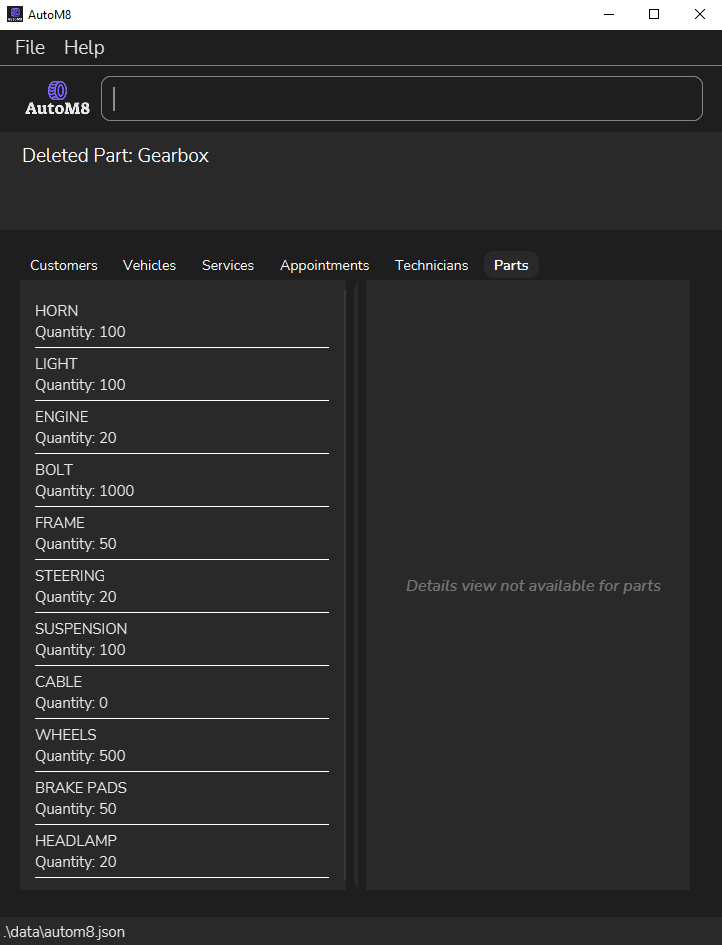 AutoM8
File Help
AutoM8
Deleted Part: Gearbox
Customers Vehicles Services Appointments Technicians Parts
HORN
Quantity: 100
LIGHT
Quantity: 100
ENGINE
Quantity: 20
BOLT
Quantity: 1000
FRAME
Quantity: 50
STEERING
Quantity: 20
SUSPENSION
Quantity: 100
CABLE
Quantity: 0
WHEELS
Quantity: 500
BRAKE PADS
Quantity: 50
HEADLAMP
Quantity: 20
Details view not available for parts
.\data\autom8.json